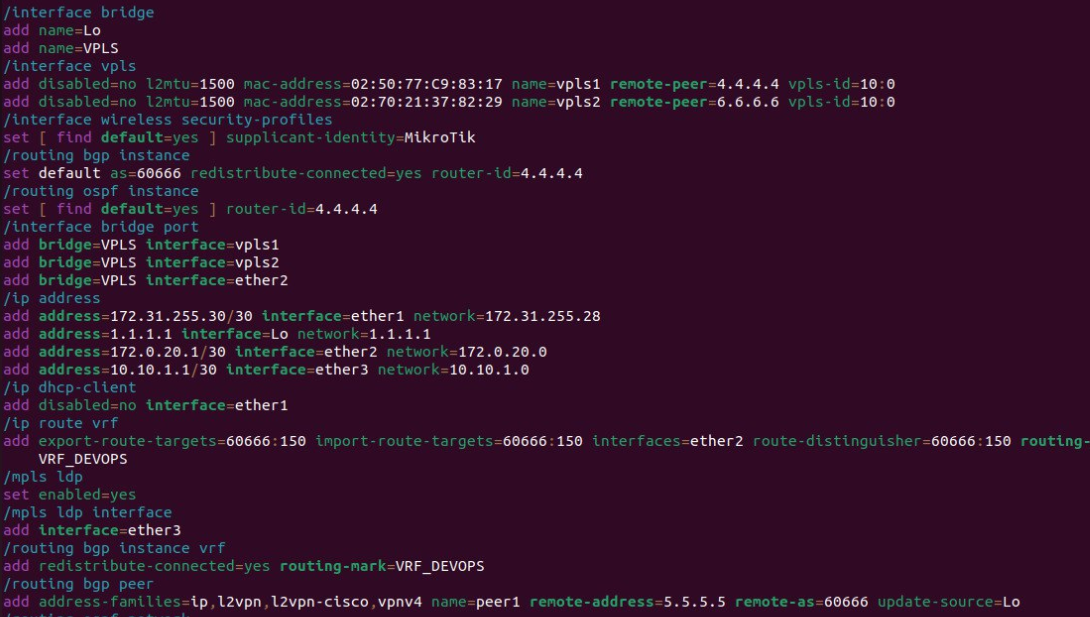 /interface bridge
add name=Lo
add name=VPLS
/interface vpls
add disabled=no l2mtu=1500 mac-address=02:50:77:C9:83:17 name=vpls1 remote-peer=4.4.4.4 vpls-id=10:0
add disabled=no l2mtu=1500 mac-address=02:70:21:37:82:29 name=vpls2 remote-peer=6.6.6.6 vpls-id=10:0
/interface wireless security-profiles
set [ find default=yes ] supplicant-identity=MikroTik
/routing bgp instance
set default as=60666 redistribute-connected=yes router-id=4.4.4.4
/routing ospf instance
set [ find default=yes ] router-id=4.4.4.4
/interface bridge port
add bridge=VPLS interface=vpls1
add bridge=VPLS interface=vpls2
add bridge=VPLS interface=ether2
/ip address
add address=172.31.255.30/30 interface=ether1 network=172.31.255.28
add address=1.1.1.1 interface=Lo network=1.1.1.1
add address=172.0.20.1/30 interface=ether2 network=172.0.20.0
add address=10.10.1.1/30 interface=ether3 network=10.10.1.0
/ip dhcp-client
add disabled=no interface=ether1
/ip route vrf
add export-route-targets=60666:150 import-route-targets=60666:150 interfaces=ether2 route-distinguisher=60666:150 routing-
VRF_DEVOPS
/mpls ldp
set enabled=yes
/mpls ldp interface
add interface=ether3
/routing bgp instance vrf
add redistribute-connected=yes routing-mark=VRF_DEVOPS
/routing bgp peer
add address-families=ip,l2vpn,l2vpn-cisco,vpnv4 name=peer1 remote-address=5.5.5.5 remote-as=60666 update-source=Lo